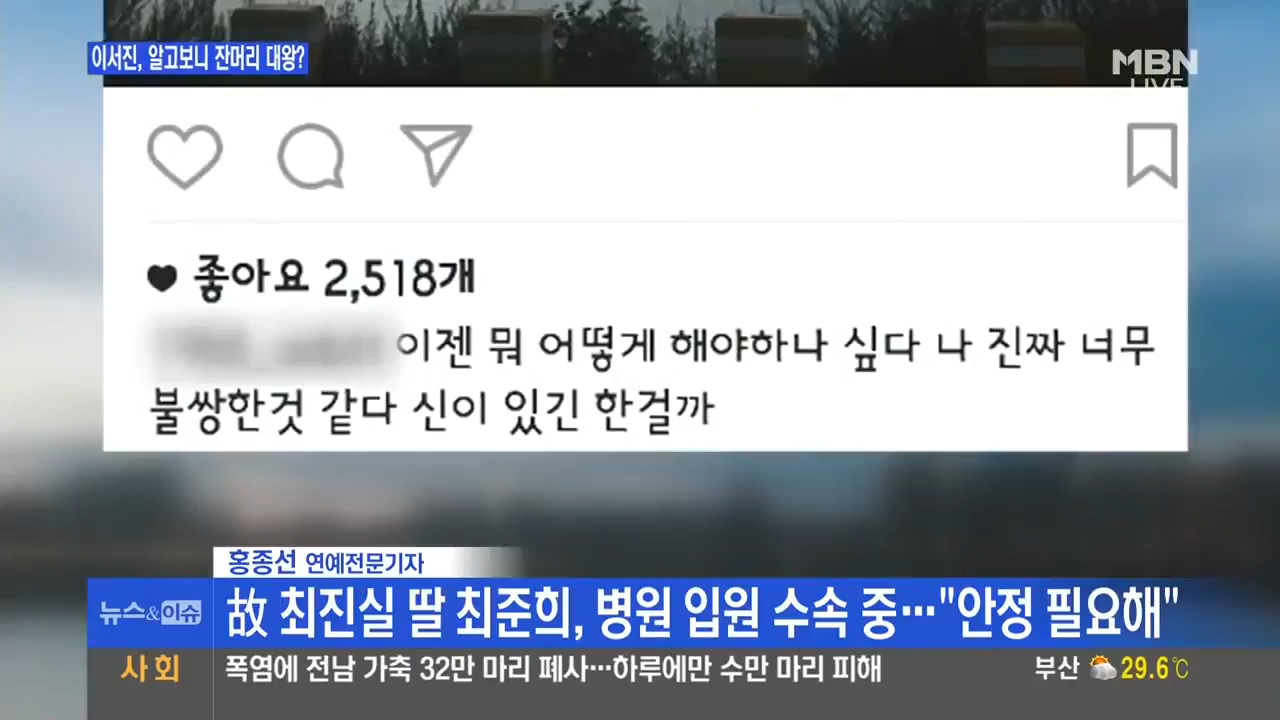 이서진, 알고보니 잔머리 대왕?
MBN
LIVE
좋아요 2,518개
이젠 뭐 어떻게 해야하나 싶다 나 진짜 너무
불쌍한것 같다 신이 있긴 한걸까
홍종선 연예전문기자
뉴스&이슈
故 최진실 딸 최준희, 병원 입원 수속 중…"안정 필요해"
사회 폭염에 전남 가축 32만 마리 폐사…하루에만 수만 마리 피해 부산 29.6℃